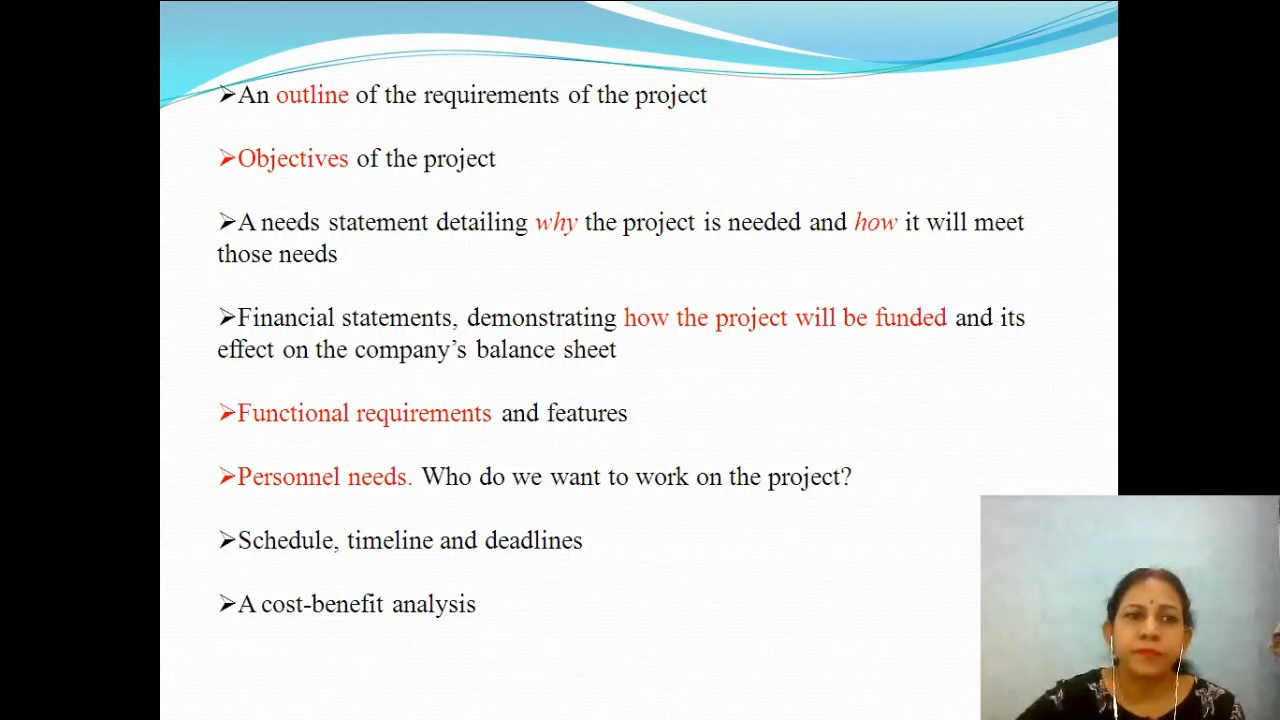 ➢An outline of the requirements of the project
➢Objectives of the project
➢A needs statement detailing why the project is needed and how it will meet
those needs
➢Financial statements, demonstrating how the project will be funded and its
effect on the company’s balance sheet
➢Functional requirements and features
➢Personnel needs. Who do we want to work on the project?
➢Schedule, timeline and deadlines
➢A cost-benefit analysis